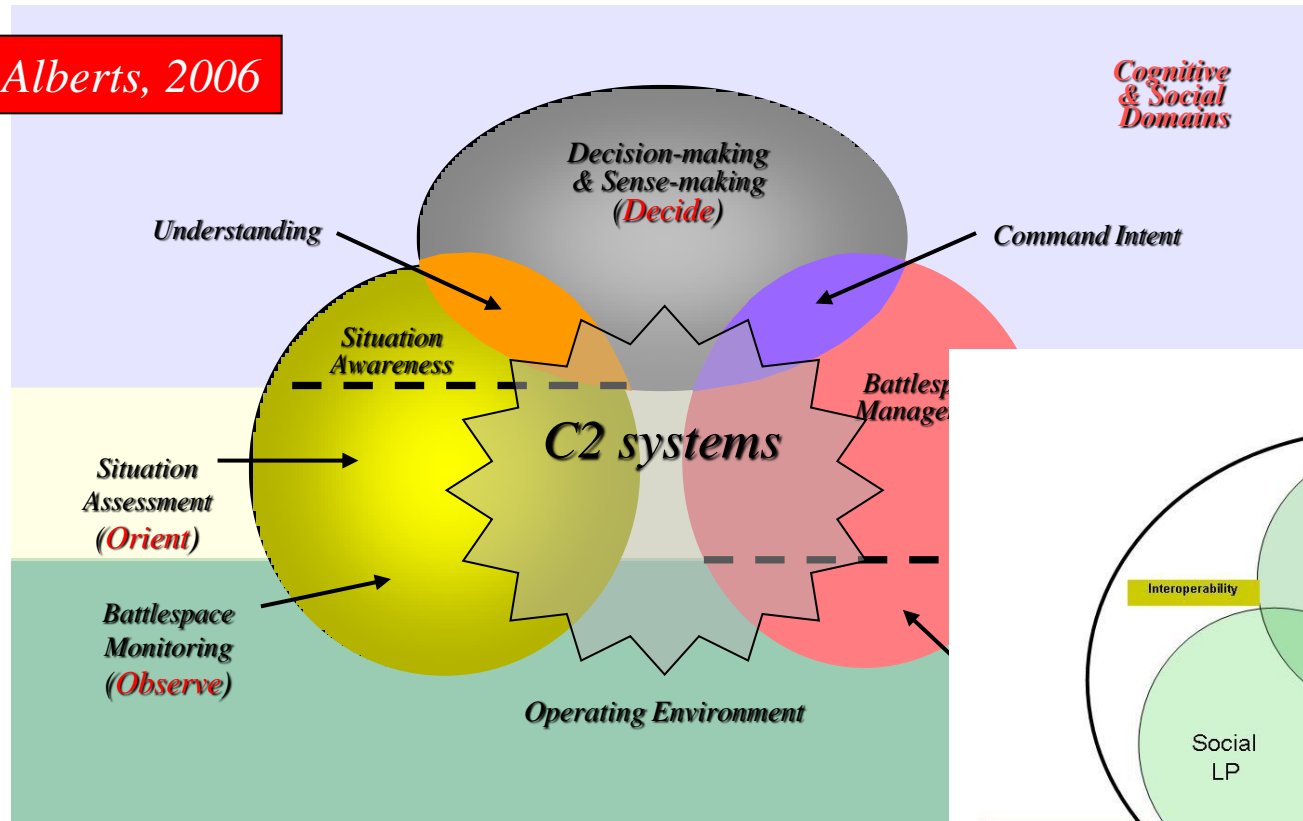 Alberts, 2006
Cognitive
& Social
Domains
Decision-making
& Sense-making
(Decide)
Understanding
Command Intent
Situation
Awareness
C2 systems
Situation
Assessment
(Orient)
Interoperability
Battlespace
Monitoring
(Observe)
Operating Environment
Social
LP